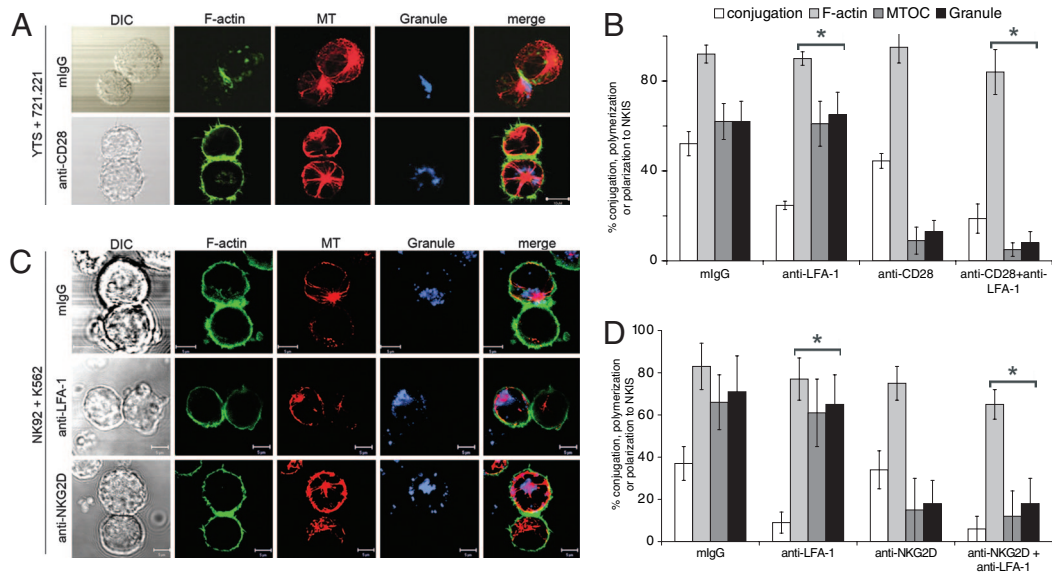 A
DIC
F-actin
MT
Granule
merge
YTS + 721.221
mIgG
anti-CD28
B
conjugation
F-actin
MTOC
Granule
% conjugation, polymerization
or polarization to NKIS
80
40
0
*
*
mIgG
anti-LFA-1
anti-CD28
anti-CD28+anti-
LFA-1
C
DIC
F-actin
MT
Granule
merge
NK92 + K562
mIgG
anti-LFA-1
anti-NKG2D
D
% conjugation, polymerization
or polarization to NKIS
100
80
60
40
20
0
*
*
mIgG
anti-LFA-1
anti-NKG2D
anti-NKG2D +
anti-LFA-1